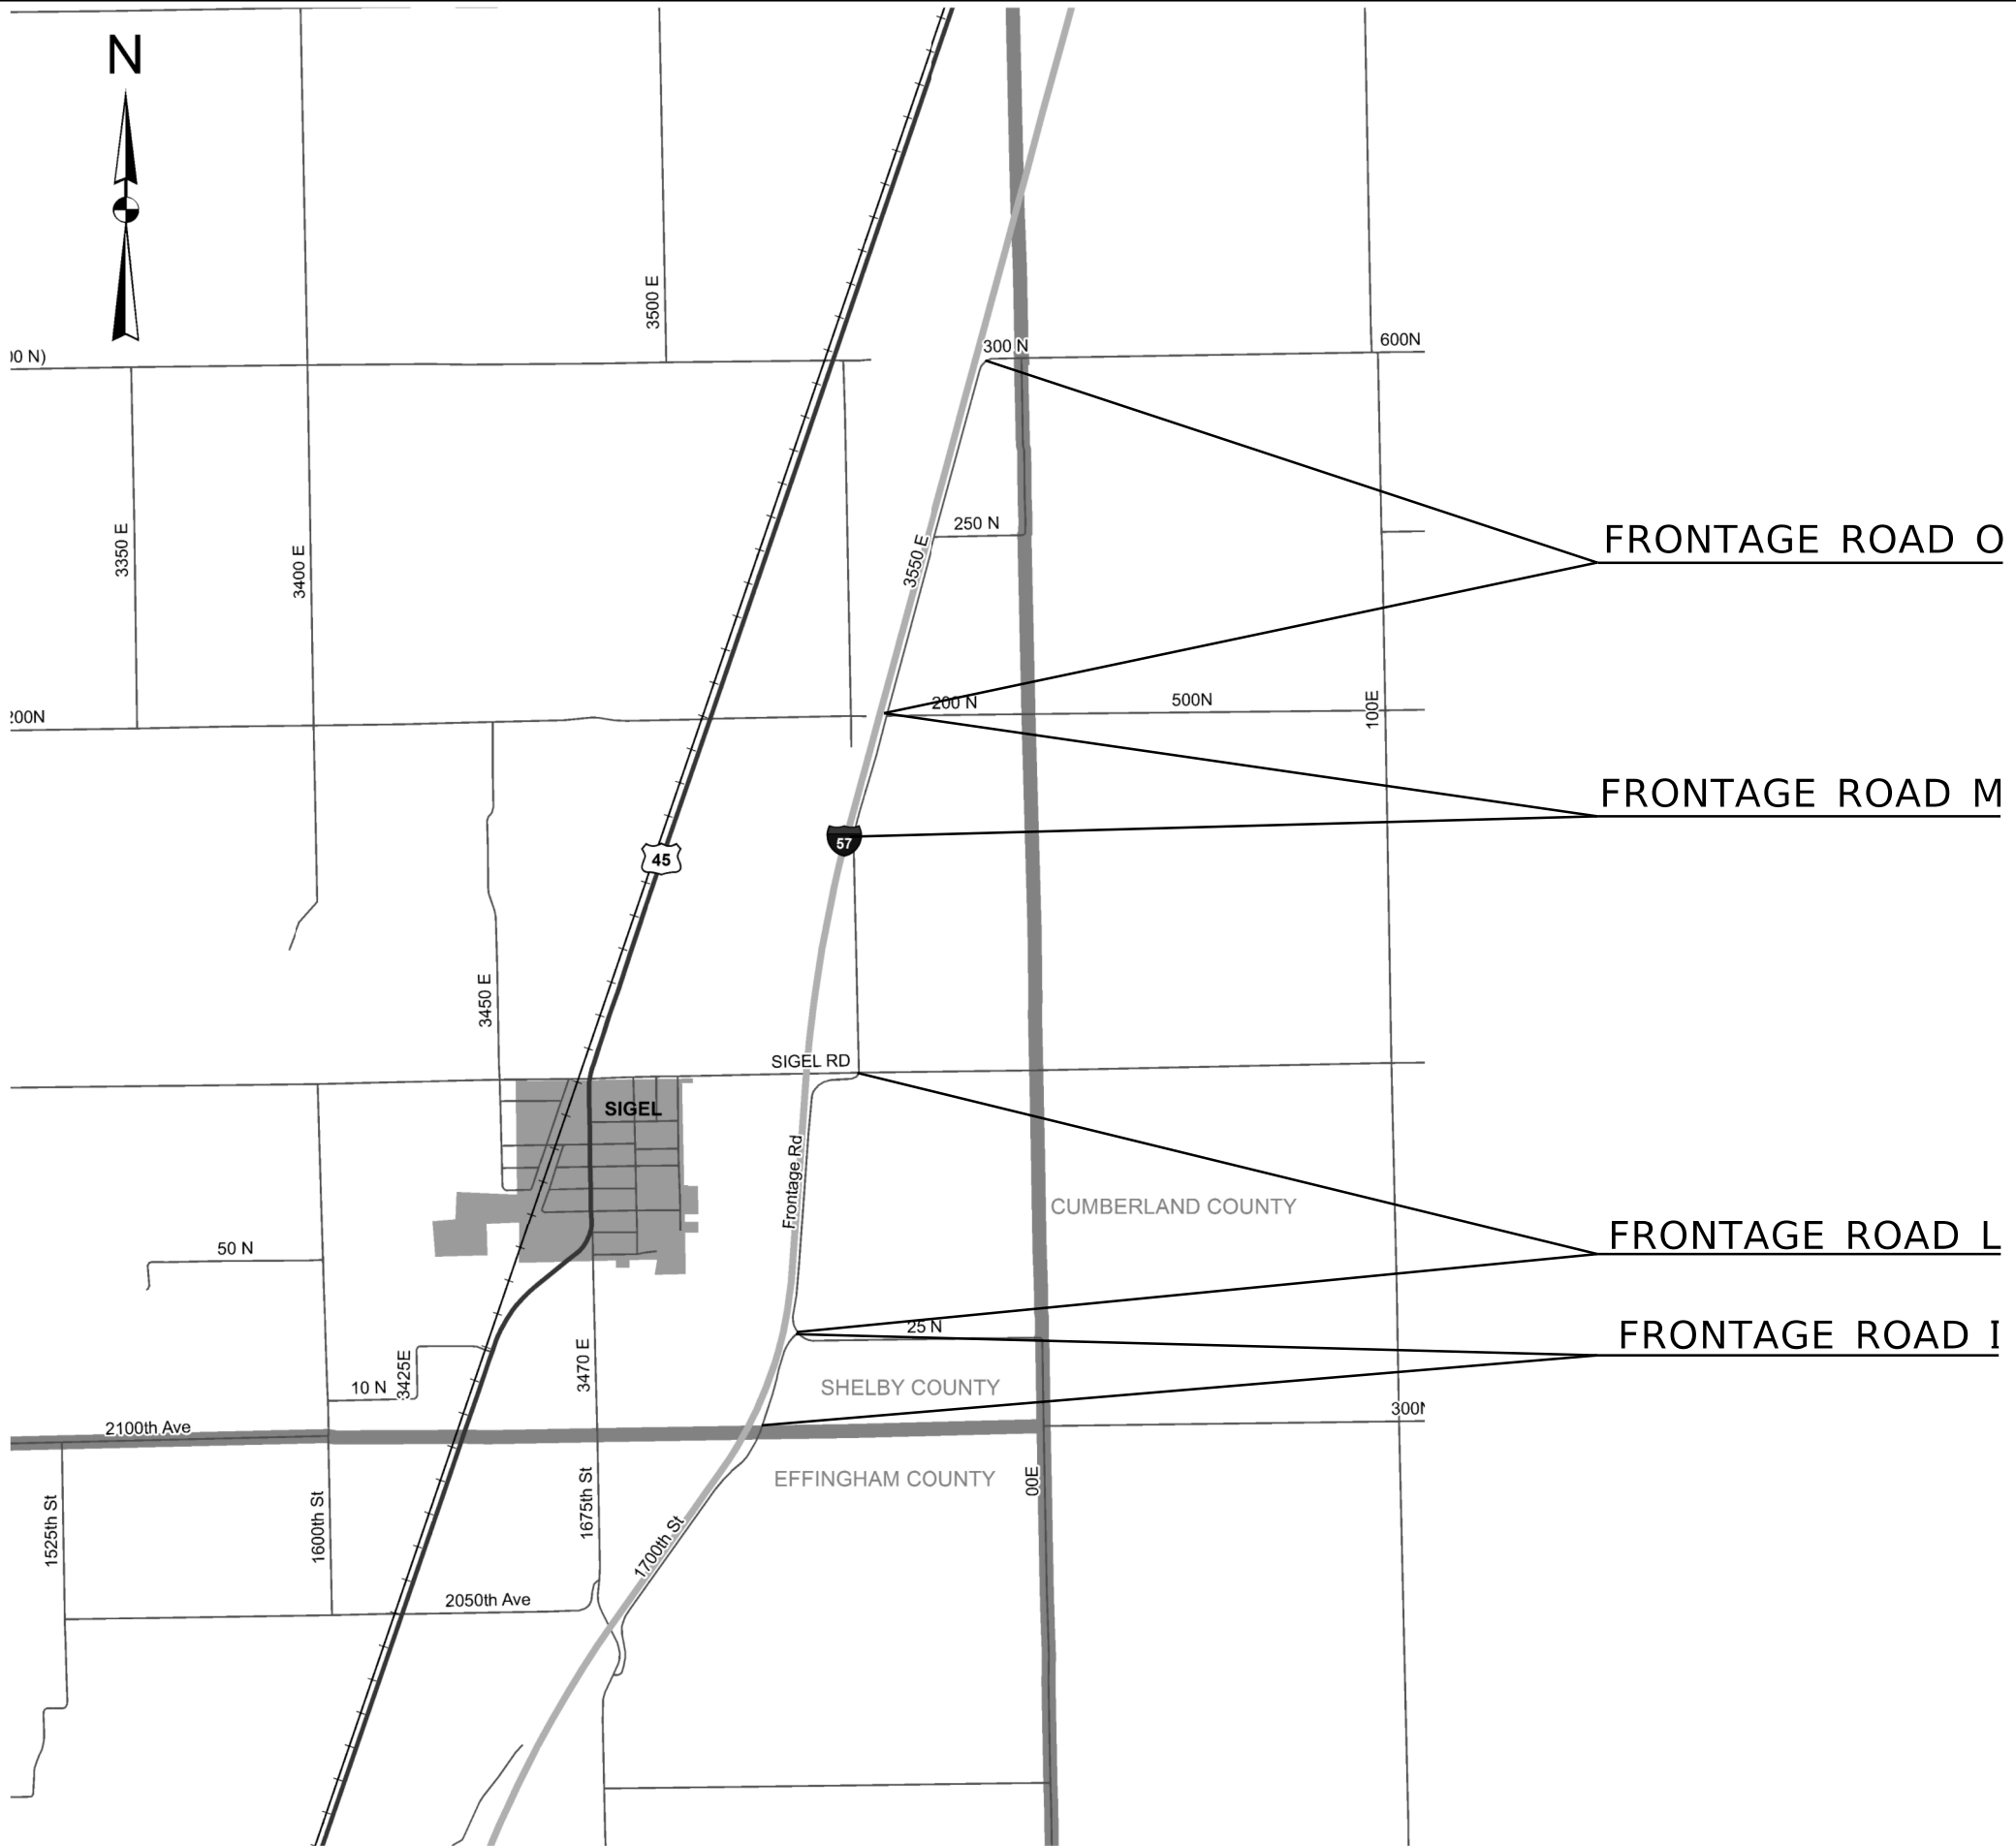 N
3500 E
00 N)
300 N
600N
3350 E
3400 E
250 N
3550 E
FRONTAGE ROAD O
200N
200 N
500N
100E
FRONTAGE ROAD M
57
45
3450 E
SIGEL RD
SIGEL
Frontage Rd
CUMBERLAND COUNTY
FRONTAGE ROAD L
50 N
25 N
FRONTAGE ROAD I
3470 E
3425E
10 N
SHELBY COUNTY
300N
2100th Ave
EFFINGHAM COUNTY
00E
1525th St
1600th St
1675th St
1700th St
2050th Ave